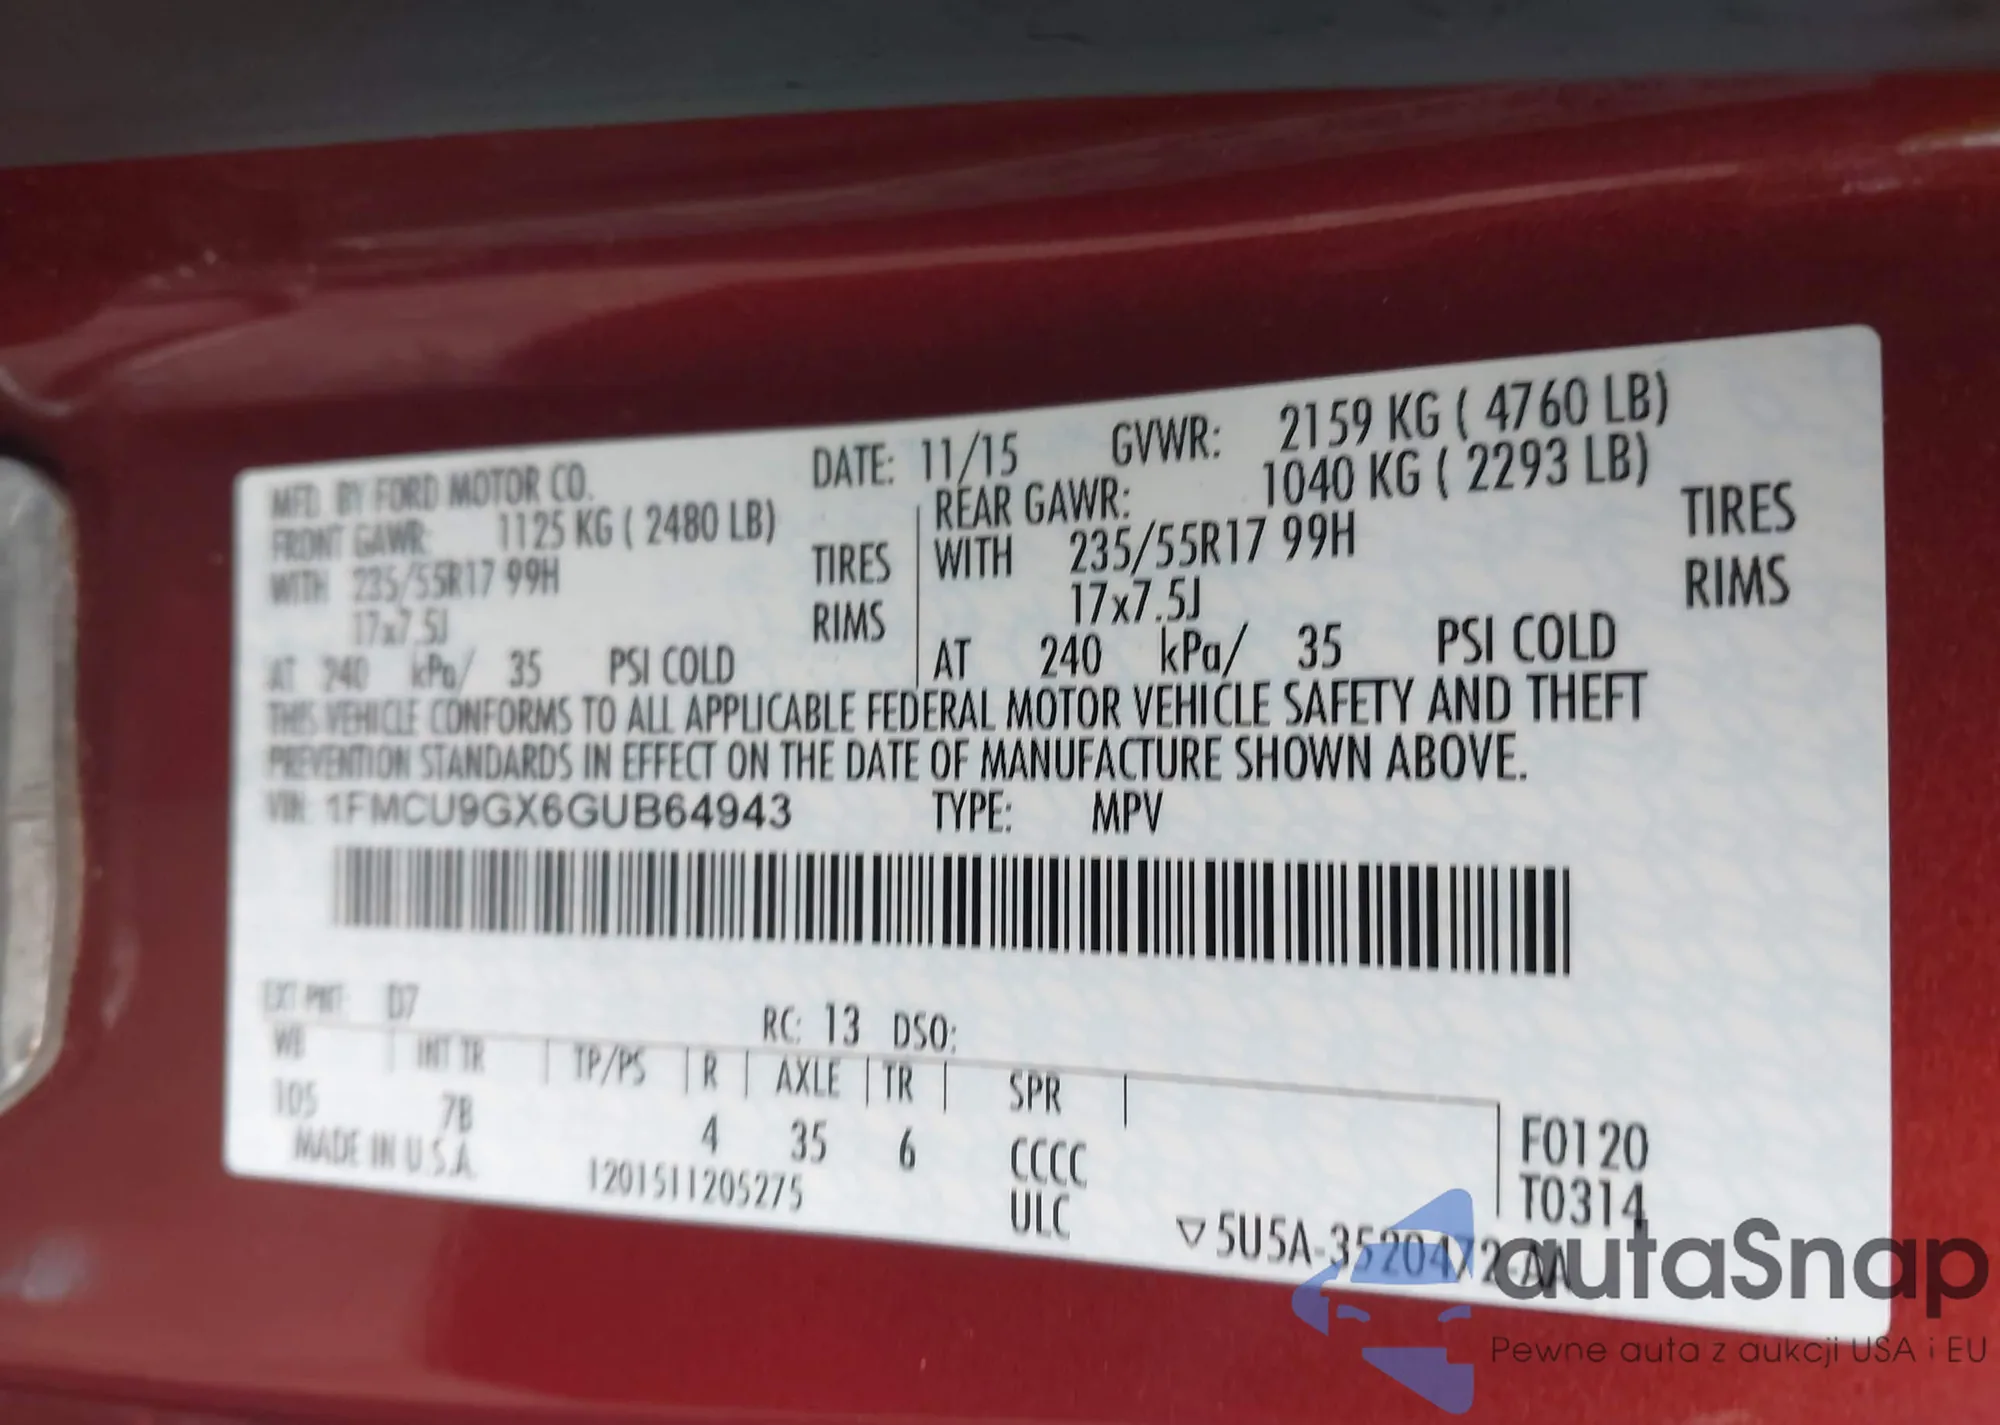 MFD. BY FORD MOTOR CO. DATE: 11/15 GVWR: 2159 KG ( 4760 LB)
FRONT GAWR: 1125 KG ( 2480 LB) REAR GAWR: 1040 KG ( 2293 LB)
WITH 235/55R17 99H TIRES WITH 235/55R17 99H TIRES
17x7.5J RIMS 17x7.5J RIMS
AT 240 kPa/ 35 PSI COLD AT 240 kPa/ 35 PSI COLD
THIS VEHICLE CONFORMS TO ALL APPLICABLE FEDERAL MOTOR VEHICLE SAFETY AND THEFT
PREVENTION STANDARDS IN EFFECT ON THE DATE OF MANUFACTURE SHOWN ABOVE.
VIN: 1FMCU9GX6GUB64943 TYPE: MPV
EXT PNT: D7 RC: 13 DSO:
WB INT TR TP/PS R AXLE TR SPR
105 7B 4 35 6 CCCC F0120
MADE IN U.S.A. 1201511205275 ULC T0314
▽5U5A-3520472-AA
autaSnap
Pewne auta z aukcji USA i EU